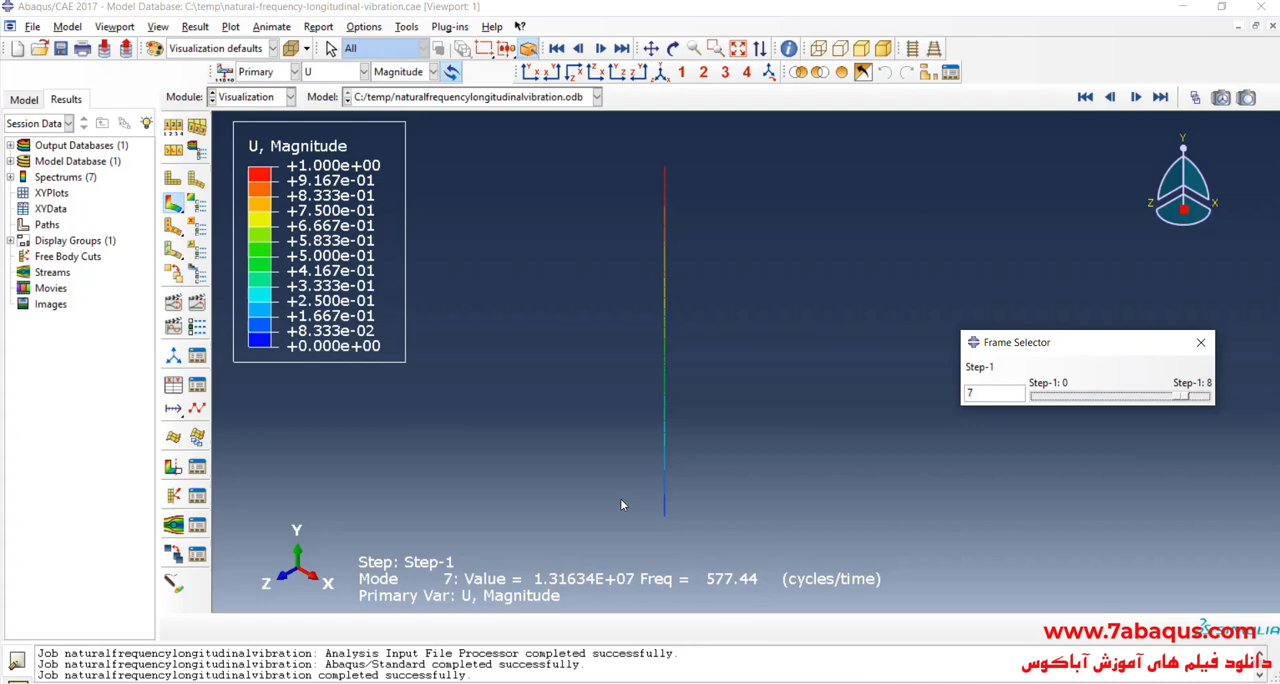 Abaqus/CAE 2017 - Model Database: C:\temp\natural-frequency-longitudinal-vibration.cae [Viewport: 1]
File Model Viewport View Result Plot Animate Report Options Tools Plug-ins Help
Visualization defaults All
Primary U Magnitude 1 2 3 4
Model Results Module: Visualization Model: C:/temp/naturalfrequencylongitudinalvibration.odb
Session Data
Output Databases (1)
Model Database (1)
Spectrums (7)
XYPlots
XYData
Paths
Display Groups (1)
Free Body Cuts
Streams
Movies
Images
U, Magnitude
+1.000e+00
+9.167e-01
+8.333e-01
+7.500e-01
+6.667e-01
+5.833e-01
+5.000e-01
+4.167e-01
+3.333e-01
+2.500e-01
+1.667e-01
+8.333e-02
+0.000e+00
Y
Z X
Frame Selector
Step-1
Step-1: 0 Step-1: 8
7
Y
Z X
Step: Step-1
Mode 7: Value = 1.31634E+07 Freq = 577.44 (cycles/time)
Primary Var: U, Magnitude
www.7abaqus.com
دانلود فیلم های آموزش آباکوس
Job naturalfrequencylongitudinalvibration: Analysis Input File Processor completed successfully.
Job naturalfrequencylongitudinalvibration: Abaqus/Standard completed successfully.
Job naturalfrequencylongitudinalvibration completed successfully.